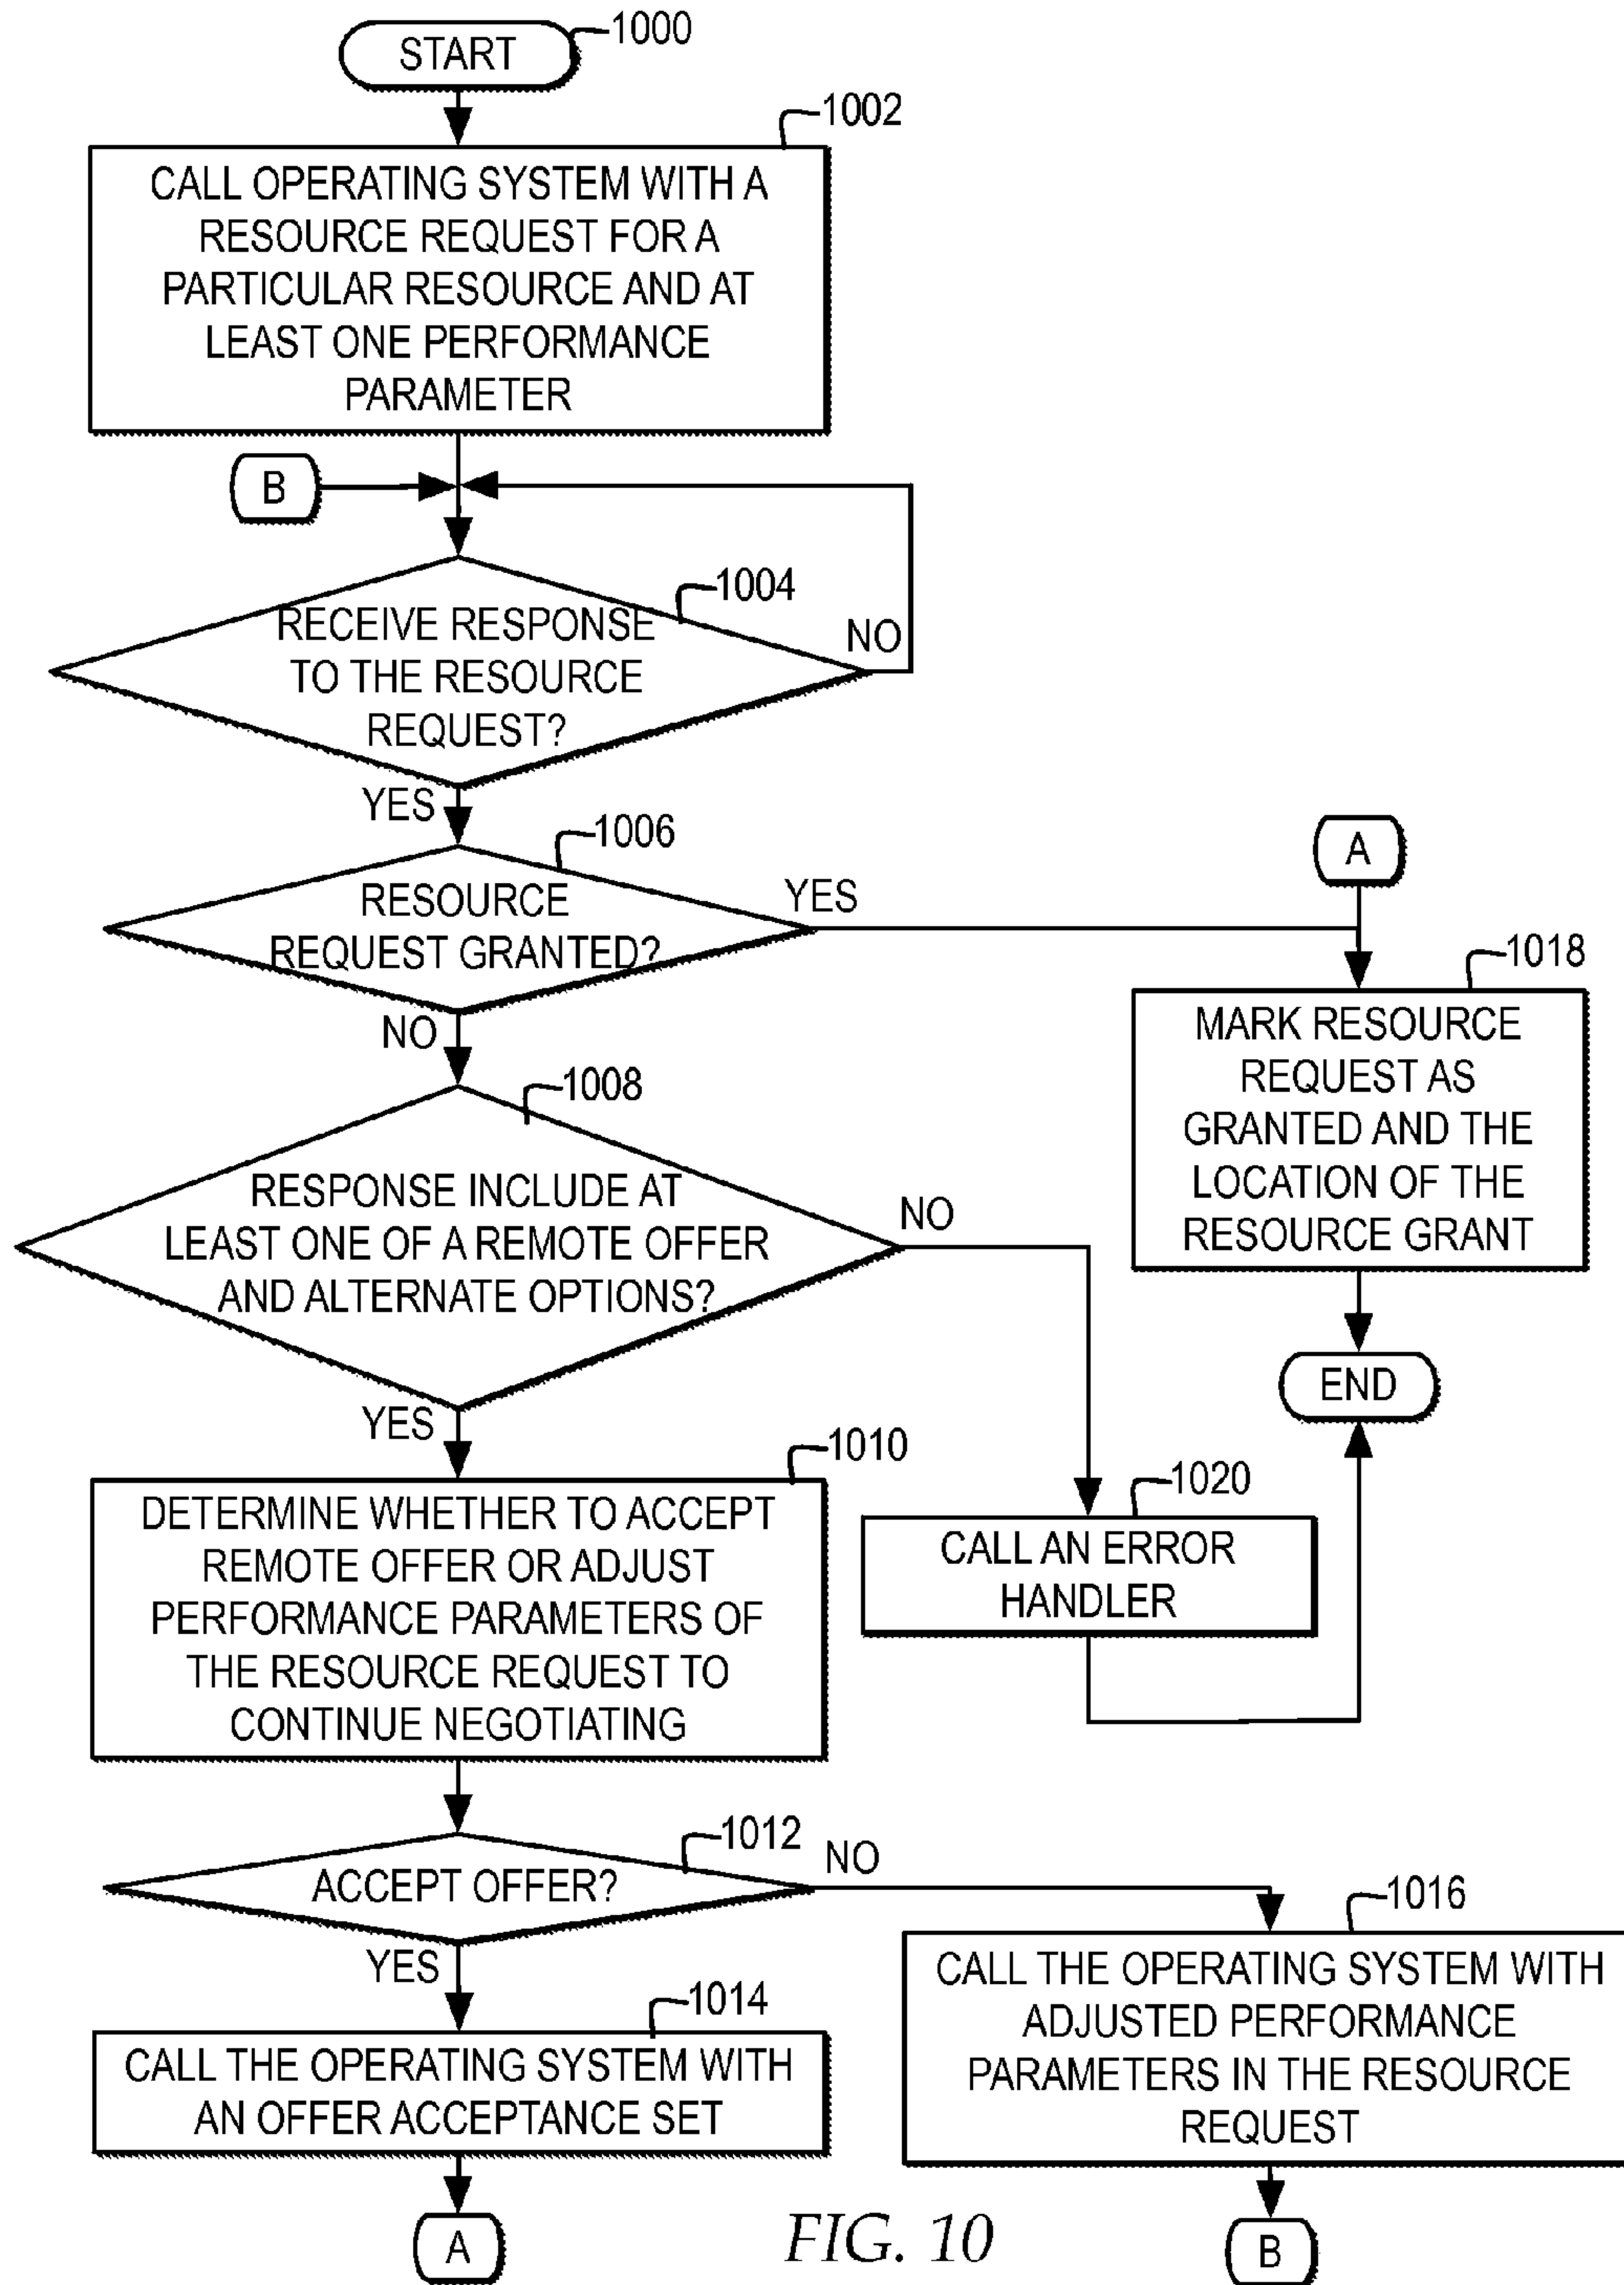 START
1000
1002
CALL OPERATING SYSTEM WITH A
RESOURCE REQUEST FOR A
PARTICULAR RESOURCE AND AT
LEAST ONE PERFORMANCE
PARAMETER
B
1004
RECEIVE RESPONSE
TO THE RESOURCE
REQUEST?
NO
YES
1006
RESOURCE
REQUEST GRANTED?
YES
NO
A
1018
MARK RESOURCE
REQUEST AS
GRANTED AND THE
LOCATION OF THE
RESOURCE GRANT
END
1008
RESPONSE INCLUDE AT
LEAST ONE OF A REMOTE OFFER
AND ALTERNATE OPTIONS?
NO
YES
1010
DETERMINE WHETHER TO ACCEPT
REMOTE OFFER OR ADJUST
PERFORMANCE PARAMETERS OF
THE RESOURCE REQUEST TO
CONTINUE NEGOTIATING
1020
CALL AN ERROR
HANDLER
1012
ACCEPT OFFER?
NO
YES
1014
CALL THE OPERATING SYSTEM WITH
AN OFFER ACCEPTANCE SET
A
1016
CALL THE OPERATING SYSTEM WITH
ADJUSTED PERFORMANCE
PARAMETERS IN THE RESOURCE
REQUEST
B
FIG. 10